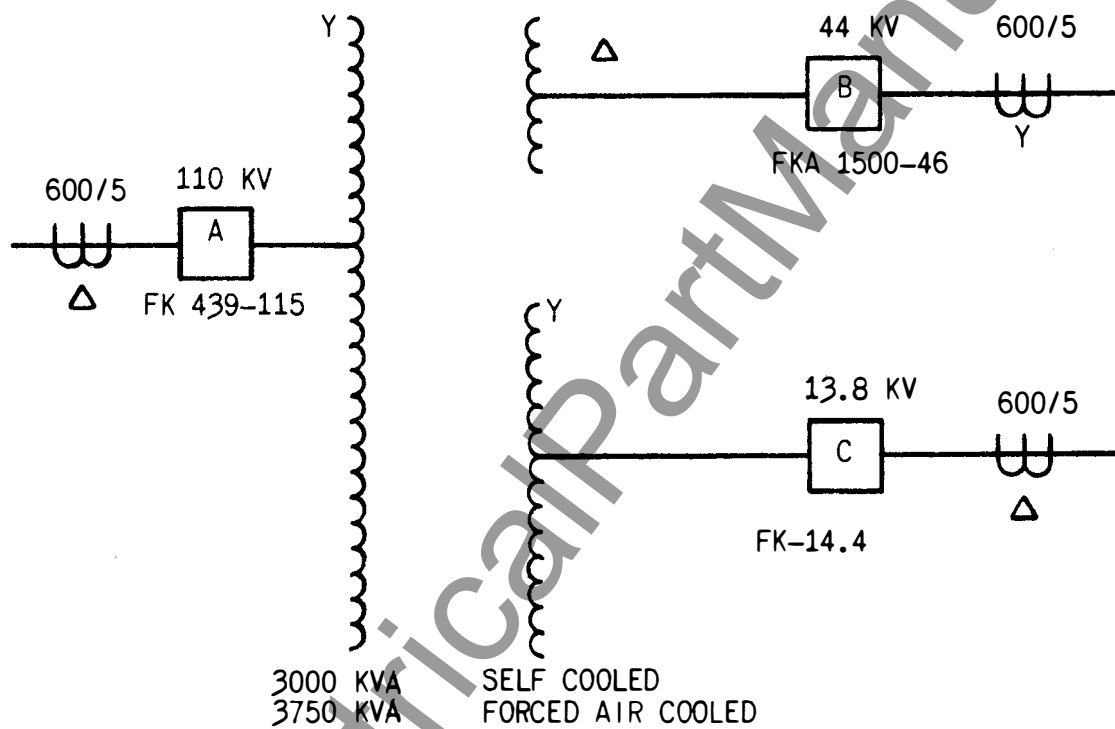 Y
Δ
44 KV
600/5
B
Y
FKA 1500-46
600/5
110 KV
A
Δ
FK 439-115
Y
13.8 KV
600/5
C
Δ
FK-14.4
3000 KVA SELF COOLED
3750 KVA FORCED AIR COOLED